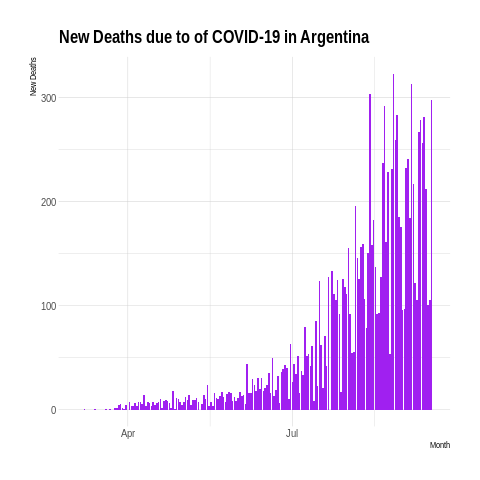 New Deaths due to of COVID-19 in Argentina
New Deaths
300
200
100
0
Apr
Jul
Month